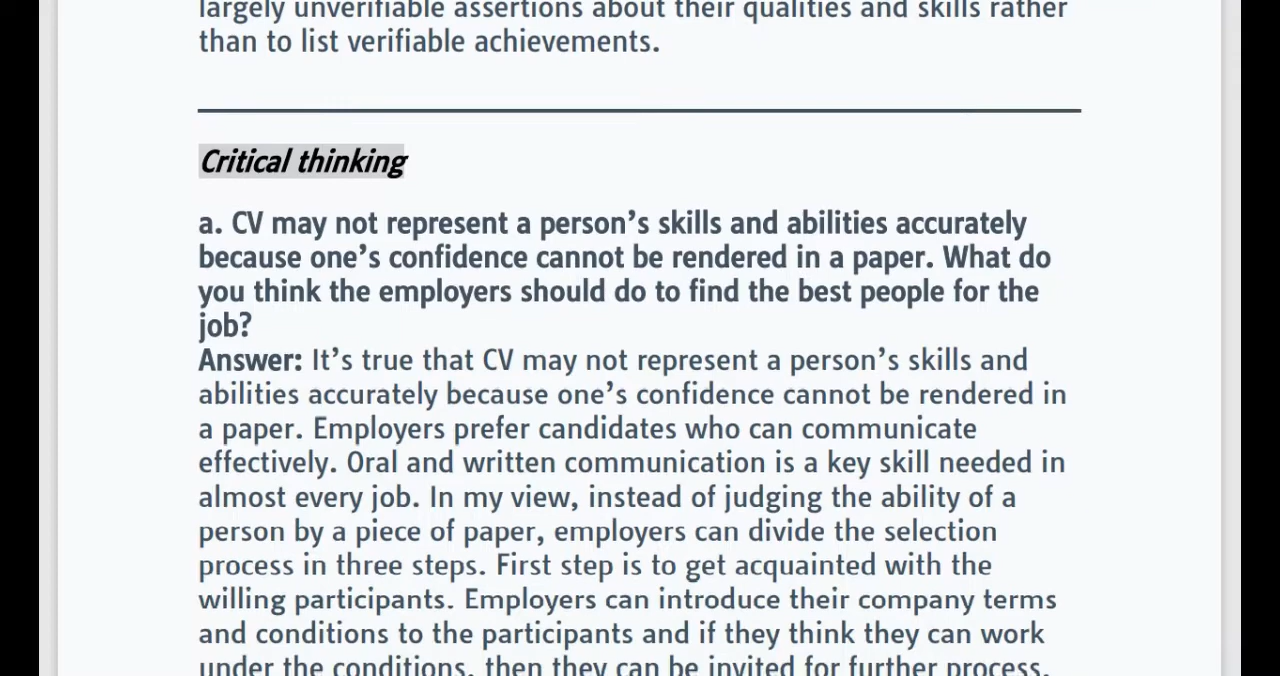 largely unverifiable assertions about their qualities and skills rather
than to list verifiable achievements.
Critical thinking
a. CV may not represent a person’s skills and abilities accurately
because one’s confidence cannot be rendered in a paper. What do
you think the employers should do to find the best people for the
job?
Answer: It’s true that CV may not represent a person’s skills and
abilities accurately because one’s confidence cannot be rendered in
a paper. Employers prefer candidates who can communicate
effectively. Oral and written communication is a key skill needed in
almost every job. In my view, instead of judging the ability of a
person by a piece of paper, employers can divide the selection
process in three steps. First step is to get acquainted with the
willing participants. Employers can introduce their company terms
and conditions to the participants and if they think they can work
under the conditions, then they can be invited for further process.